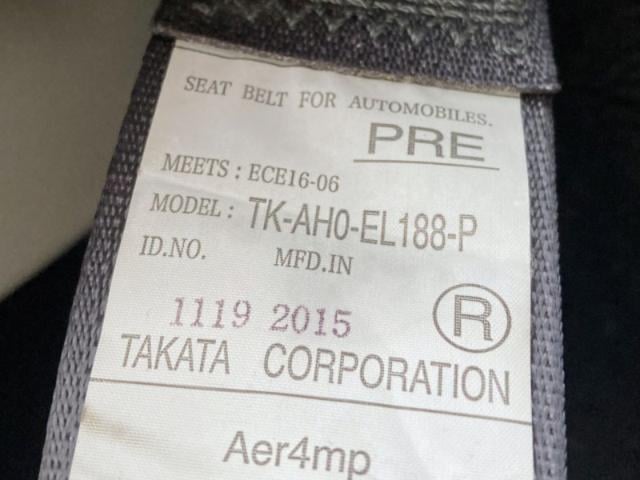 SEAT BELT FOR AUTOMOBILES.
PRE
MEETS : ECE16-06
MODEL : TK-AH0-EL188-P
ID.NO. MFD.IN
1119 2015 R
TAKATA CORPORATION
Aer4mp